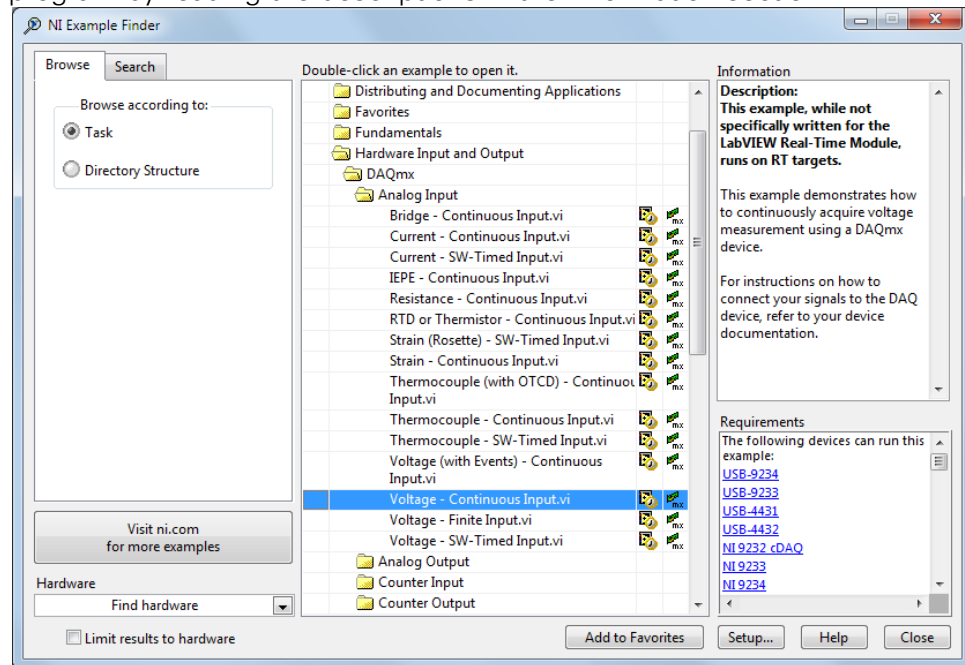 NI Example Finder
Browse
Search
Browse according to:
Task
Directory Structure
Visit ni.com
for more examples
Hardware
Find hardware
Limit results to hardware
Double-click an example to open it.
Distributing and Documenting Applications
Favorites
Fundamentals
Hardware Input and Output
DAQmx
Analog Input
Bridge - Continuous Input.vi
Current - Continuous Input.vi
Current - SW-Timed Input.vi
IEPE - Continuous Input.vi
Resistance - Continuous Input.vi
RTD or Thermistor - Continuous Input.vi
Strain (Rosette) - SW-Timed Input.vi
Strain - Continuous Input.vi
Thermocouple (with OTCD) - Continuou
Input.vi
Thermocouple - Continuous Input.vi
Thermocouple - SW-Timed Input.vi
Voltage (with Events) - Continuous
Input.vi
Voltage - Continuous Input.vi
Voltage - Finite Input.vi
Voltage - SW-Timed Input.vi
Analog Output
Counter Input
Counter Output
Add to Favorites
Information
Description:
This example, while not
specifically written for the
LabVIEW Real-Time Module,
runs on RT targets.
This example demonstrates how
to continuously acquire voltage
measurement using a DAQmx
device.
For instructions on how to
connect your signals to the DAQ
device, refer to your device
documentation.
Requirements
The following devices can run this
example:
USB-9234
USB-9233
USB-4431
USB-4432
NI 9232 cDAQ
NI 9233
NI 9234
Setup...
Help
Close